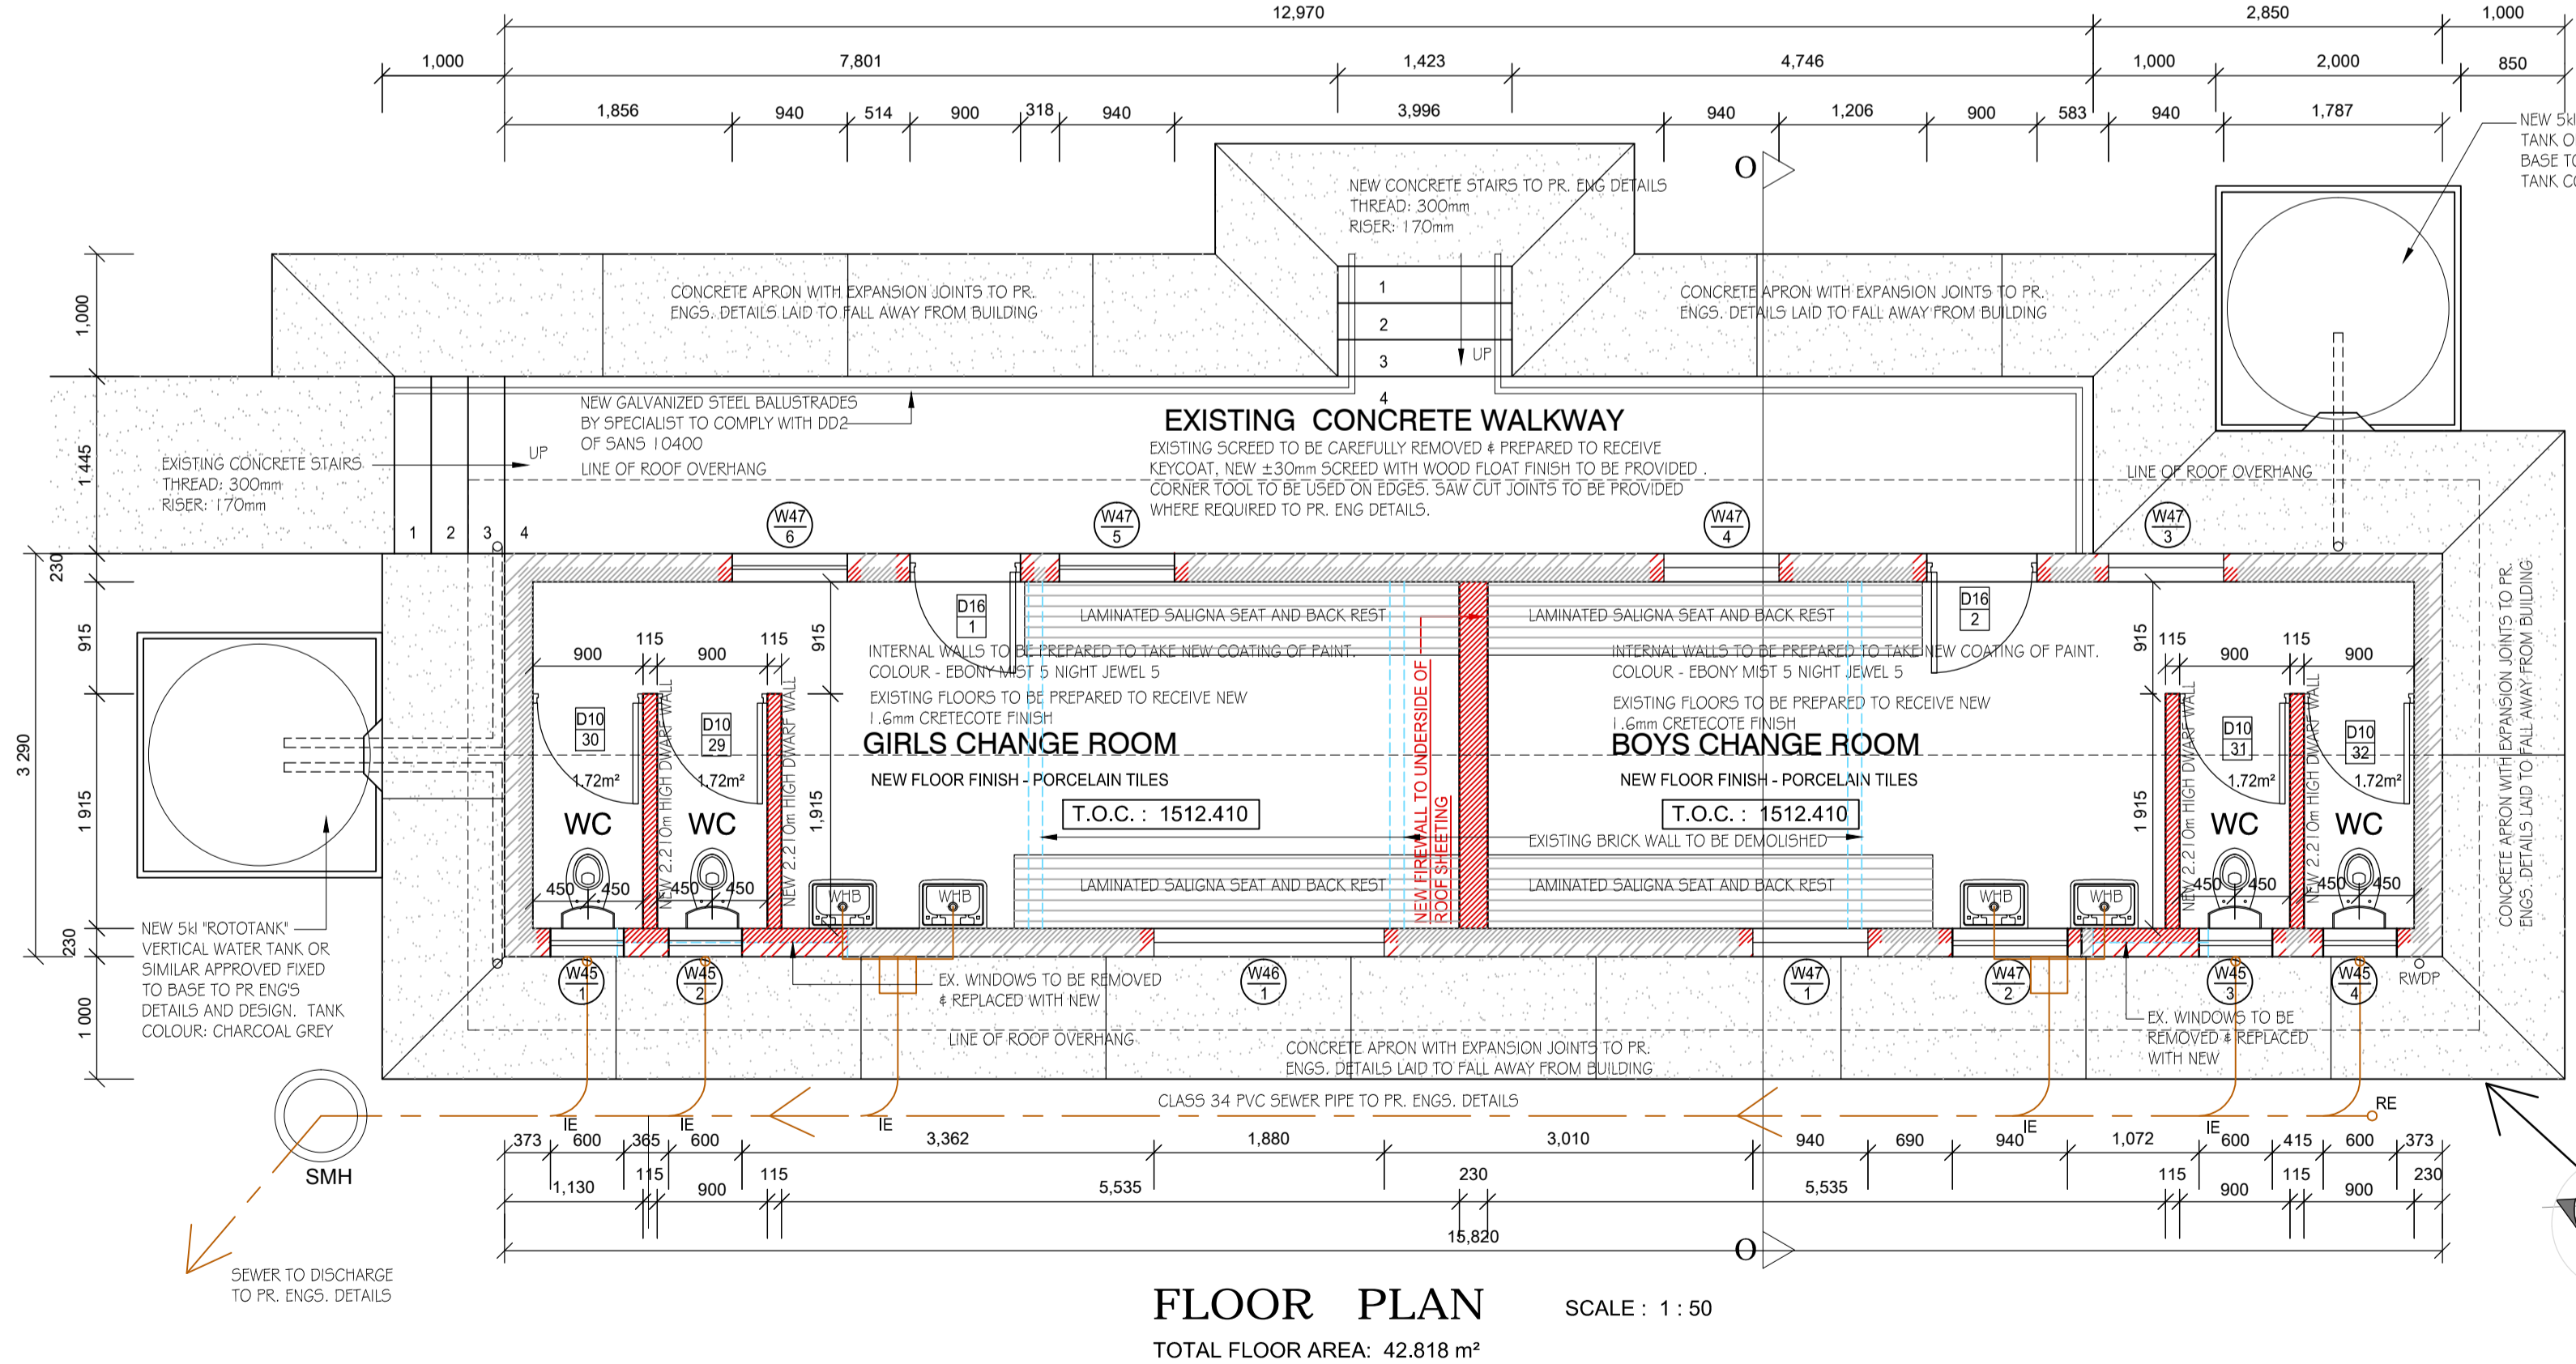 12,970
2,850
1,000
1,000
7,801
1,423
4,746
1,000
2,000
850
1,856
940
514
900
318
940
3,996
940
1,206
900
583
940
1,787
O
NEW CONCRETE STAIRS TO PR. ENG DETAILS
THREAD: 300mm
RISER: 170mm
1
2
3
4
UP
CONCRETE APRON WITH EXPANSION JOINTS TO PR.
ENGS. DETAILS LAID TO FALL AWAY FROM BUILDING
CONCRETE APRON WITH EXPANSION JOINTS TO PR.
ENGS. DETAILS LAID TO FALL AWAY FROM BUILDING
NEW 5kl
TANK O
BASE TO
1,000
1 445
230
915
3 290
1 915
230
1 000
EXISTING CONCRETE STAIRS
THREAD: 300mm
RISER: 170mm
UP
1 2 3 4
NEW GALVANIZED STEEL BALUSTRADES
BY SPECIALIST TO COMPLY WITH DD2
OF SANS 10400
LINE OF ROOF OVERHANG
EXISTING CONCRETE WALKWAY
EXISTING SCREED TO BE CAREFULLY REMOVED & PREPARED TO RECEIVE
KEYCOAT, NEW ±30mm SCREED WITH WOOD FLOAT FINISH TO BE PROVIDED .
CORNER TOOL TO BE USED ON EDGES. SAW CUT JOINTS TO BE PROVIDED
WHERE REQUIRED TO PR. ENG DETAILS.
LINE OF ROOF OVERHANG
W47
6
W47
5
W47
4
W47
3
D16
1
LAMINATED SALIGNA SEAT AND BACK REST
LAMINATED SALIGNA SEAT AND BACK REST
D16
2
115
900
115
900
915
INTERNAL WALLS TO BE PREPARED TO TAKE NEW COATING OF PAINT.
COLOUR - EBONY MIST 5 NIGHT JEWEL 5
EXISTING FLOORS TO BE PREPARED TO RECEIVE NEW
1.6mm CRETECOTE FINISH
GIRLS CHANGE ROOM
NEW FLOOR FINISH - PORCELAIN TILES
T.O.C. : 1512.410
INTERNAL WALLS TO BE PREPARED TO TAKE NEW COATING OF PAINT.
COLOUR - EBONY MIST 5 NIGHT JEWEL 5
EXISTING FLOORS TO BE PREPARED TO RECEIVE NEW
1.6mm CRETECOTE FINISH
BOYS CHANGE ROOM
NEW FLOOR FINISH - PORCELAIN TILES
T.O.C. : 1512.410
EXISTING BRICK WALL TO BE DEMOLISHED
NEW FIREWALL TO UNDERSIDE OF
ROOF SHEETING
915
115
900
115
900
D10
30
D10
29
1.72m²
1.72m²
WC
WC
NEW 2.210m HIGH DWARF WALL
NEW 2.210m HIGH DWARF WALL
1,915
450
450
450
450
WHB
WHB
LAMINATED SALIGNA SEAT AND BACK REST
LAMINATED SALIGNA SEAT AND BACK REST
WHB
WHB
1 915
D10
31
D10
32
1.72m²
1.72m²
WC
WC
NEW 2.210m HIGH DWARF WALL
NEW 2.210m HIGH DWARF WALL
450
450
450
450
CONCRETE APRON WITH EXPANSION JOINTS TO PR.
ENGS. DETAILS LAID TO FALL AWAY FROM BUILDING
NEW 5kl "ROTOTANK"
VERTICAL WATER TANK OR
SIMILAR APPROVED FIXED
TO BASE TO PR ENG'S
DETAILS AND DESIGN. TANK
COLOUR: CHARCOAL GREY
W45
1
W45
2
EX. WINDOWS TO BE REMOVED
& REPLACED WITH NEW
LINE OF ROOF OVERHANG
W46
1
W47
1
W47
2
W45
3
W45
4
RWDP
EX. WINDOWS TO BE
REMOVED & REPLACED
WITH NEW
CONCRETE APRON WITH EXPANSION JOINTS TO PR.
ENGS. DETAILS LAID TO FALL AWAY FROM BUILDING
CLASS 34 PVC SEWER PIPE TO PR. ENGS. DETAILS
RE
IE
IE
IE
IE
IE
SMH
373
600
365
600
3,362
1,880
3,010
940
690
940
1,072
600
415
600
373
115
115
230
115
115
230
1,130
900
5,535
5,535
900
900
15,820
O
SEWER TO DISCHARGE
TO PR. ENGS. DETAILS
FLOOR PLAN
SCALE : 1 : 50
TOTAL FLOOR AREA: 42.818 m²